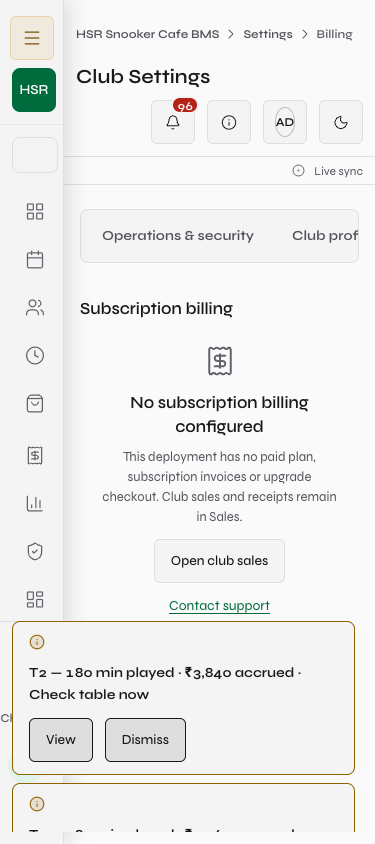 HSR Snooker Cafe BMS > Settings > Billing
HSR
Club Settings
96
AD
Live sync
Operations & security
Club prof
Subscription billing
No subscription billing
configured
This deployment has no paid plan,
subscription invoices or upgrade
checkout. Club sales and receipts remain
in Sales.
Open club sales
Contact support
T2 — 180 min played · ₹3,840 accrued ·
Check table now
View
Dismiss